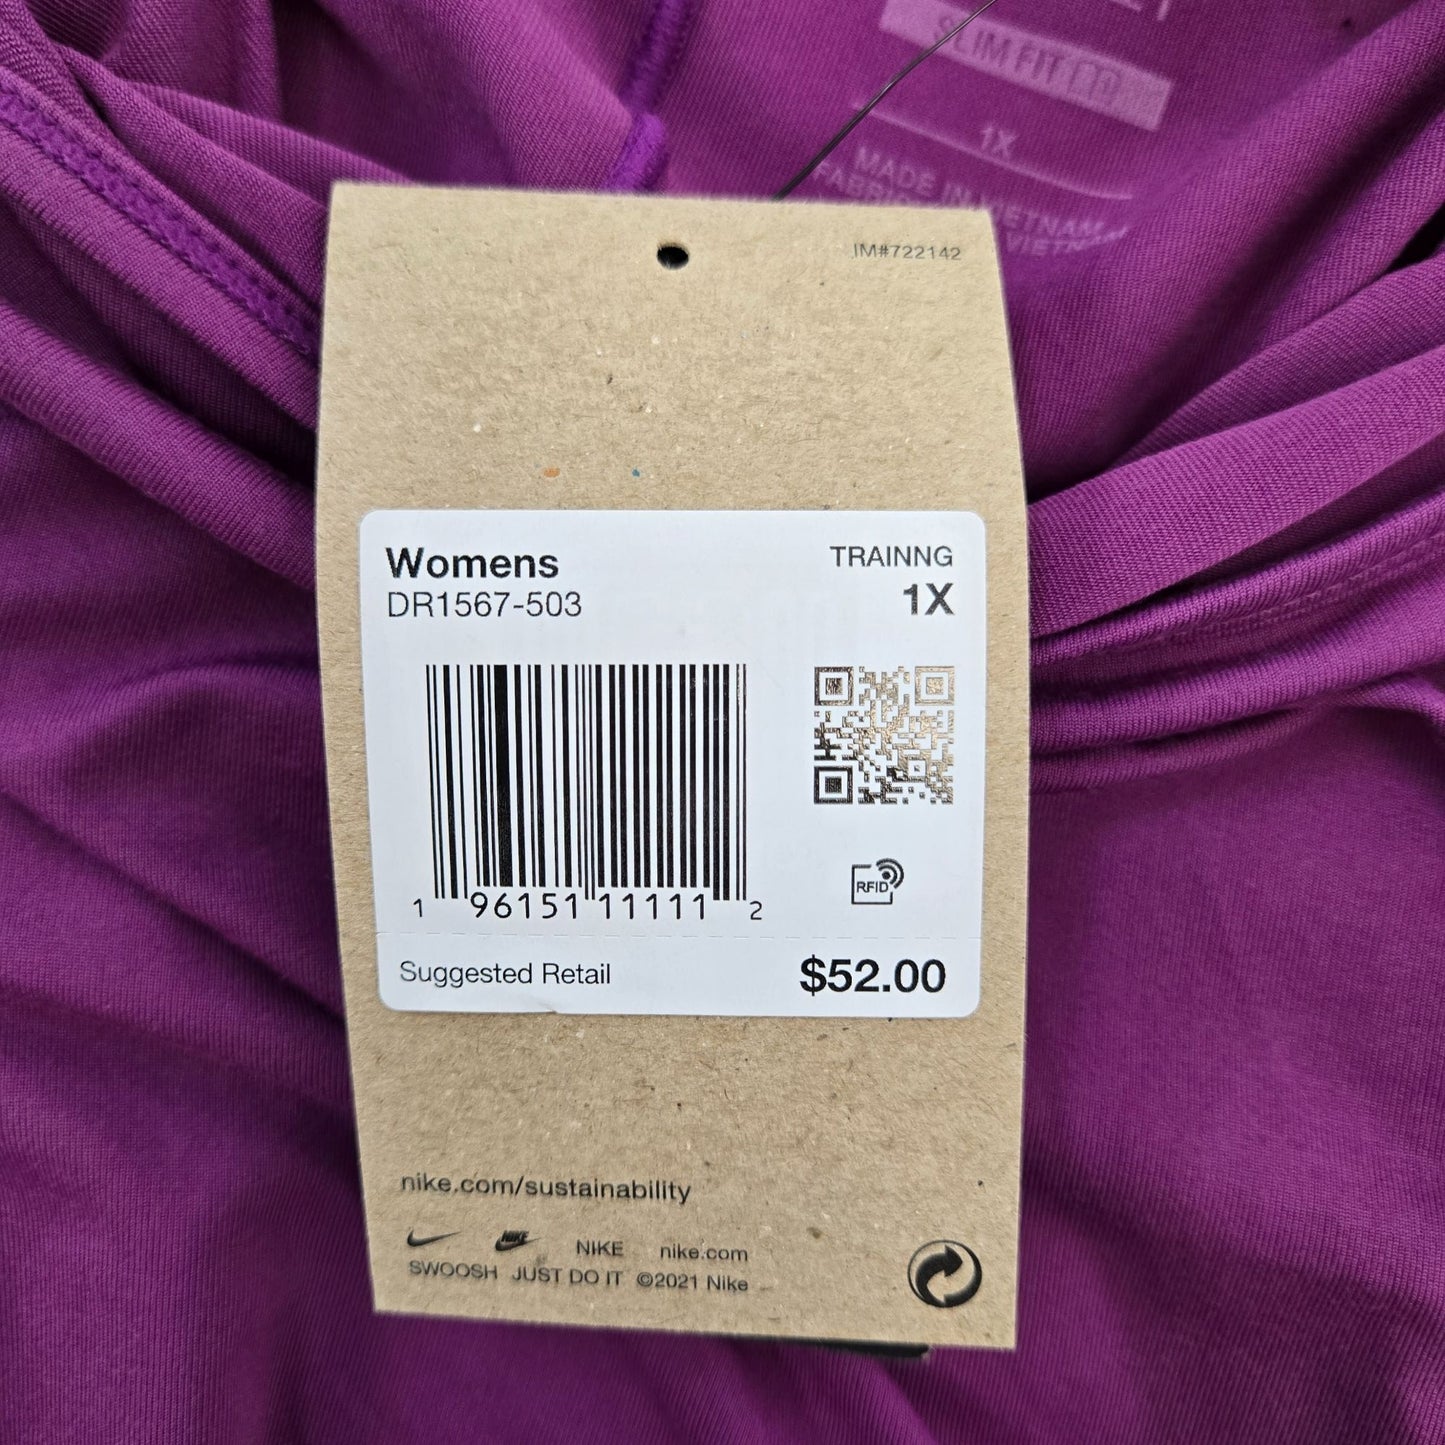 SLIM FIT
1X
MADE IN VIETNAM
IM#722142
Womens
TRAINNG
DR1567-503
1X
1 96151 11111 2
RFID
Suggested Retail
$52.00
nike.com/sustainability
NIKE NIKE nike.com
SWOOSH JUST DO IT ©2021 Nike